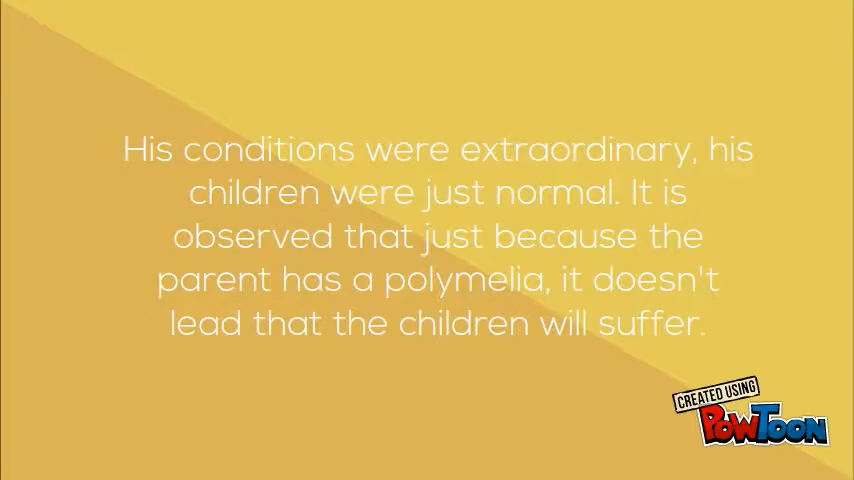 His conditions were extraordinary, his
children were just normal. It is
observed that just because the
parent has a polymelia, it doesn't
lead that the children will suffer.
CREATED USING
POWTOON